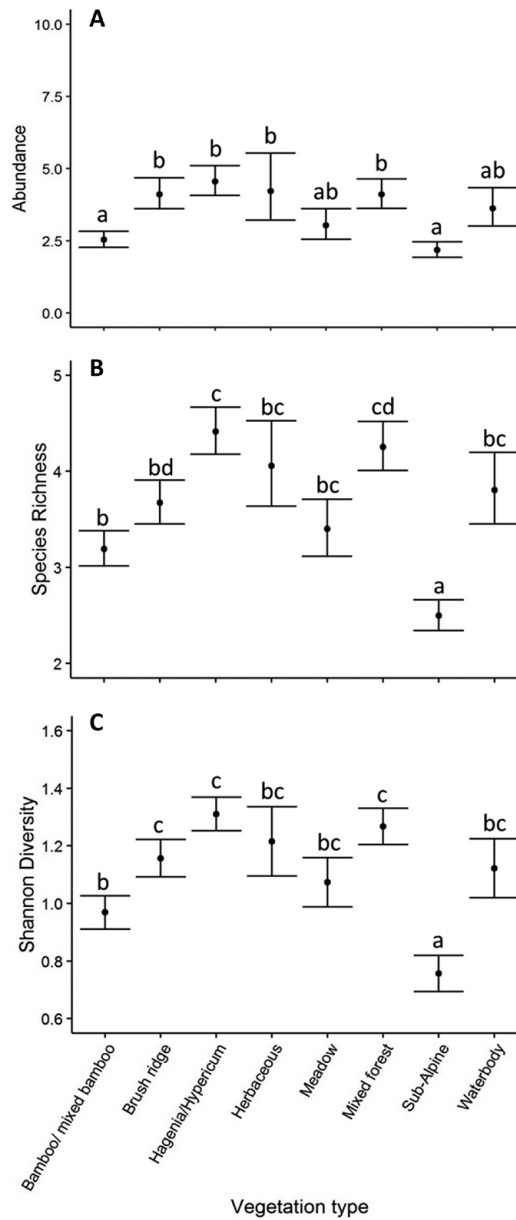 A
10.0
7.5
5.0
2.5
0.0
Abundance
a
b
b
b
ab
b
a
ab
B
5
4
3
2
Species Richness
b
bd
c
bc
bc
cd
a
bc
C
1.6
1.4
1.2
1.0
0.8
0.6
Shannon Diversity
b
c
c
bc
bc
c
a
bc
Bamboo/ mixed bamboo
Brush ridge
Hagenia/Hypericum
Herbaceous
Meadow
Mixed forest
Sub-Alpine
Waterbody
Vegetation type